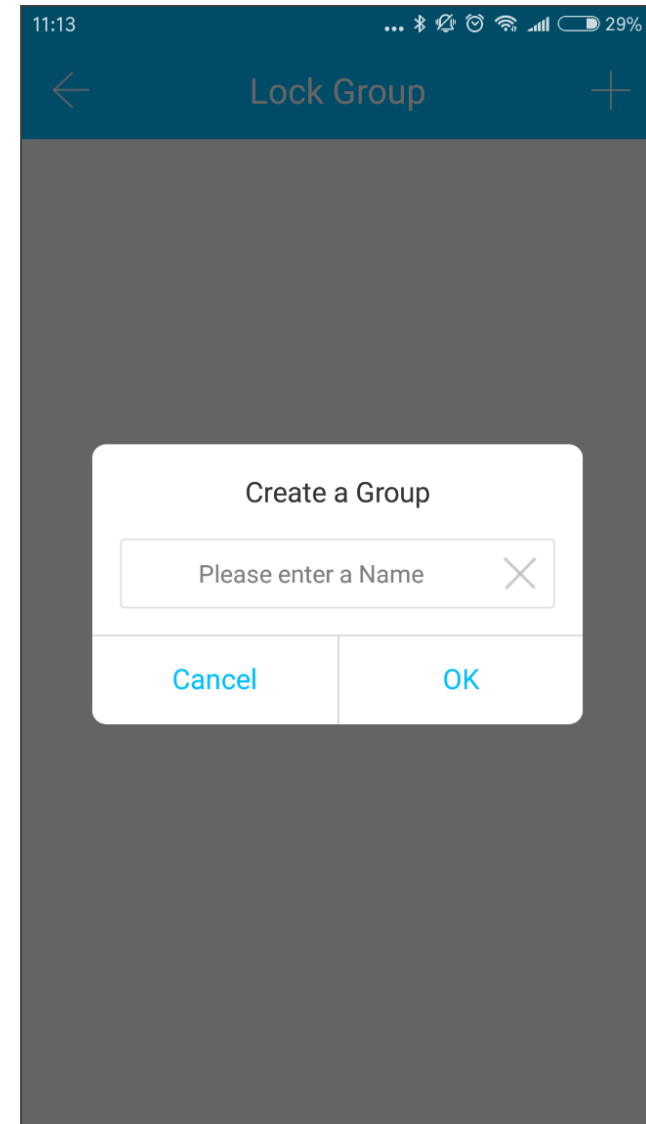 11:13
29%
Lock Group
Create a Group
Please enter a Name
Cancel
OK